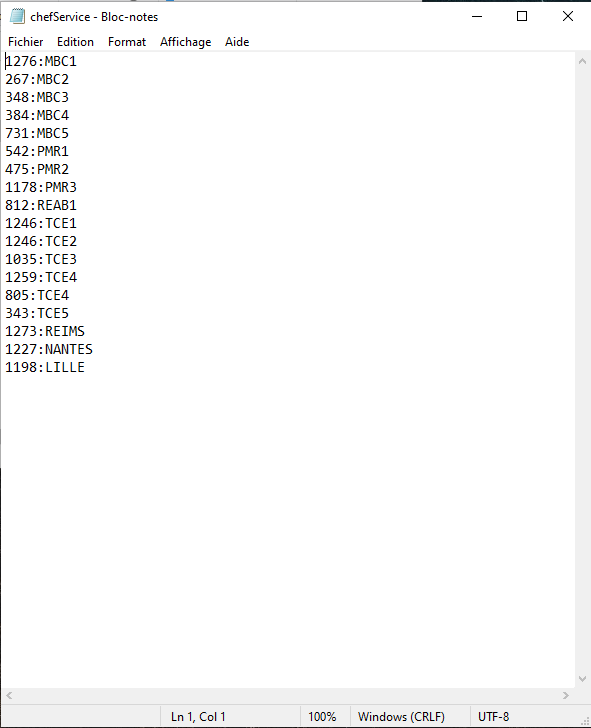 chefService - Bloc-notes
Fichier Edition Format Affichage Aide
1276:MBC1
267:MBC2
348:MBC3
384:MBC4
731:MBC5
542:PMR1
475:PMR2
1178:PMR3
812:REAB1
1246:TCE1
1246:TCE2
1035:TCE3
1259:TCE4
805:TCE4
343:TCE5
1273:REIMS
1227:NANTES
1198:LILLE
Ln 1, Col 1 100% Windows (CRLF) UTF-8